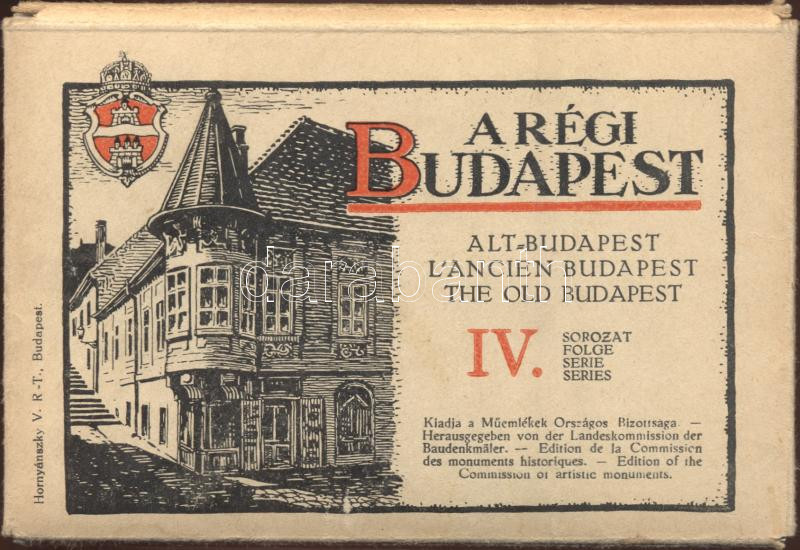 A RÉGI
BUDAPEST
ALT-BUDAPEST
L'ANCIEN BUDAPEST
THE OLD BUDAPEST
IV.
SOROZAT
FOLGE
SERIE
SERIES
Kiadja a Műemlékek Országos Bizottsága. —
Herausgegeben von der Landeskommission der
Baudenkmäler. -- Edition de la Commission
des monuments historiques. — Edition of the
Commission of artistic monuments.
Hornyánszky V. R.-T., Budapest.
darabanth